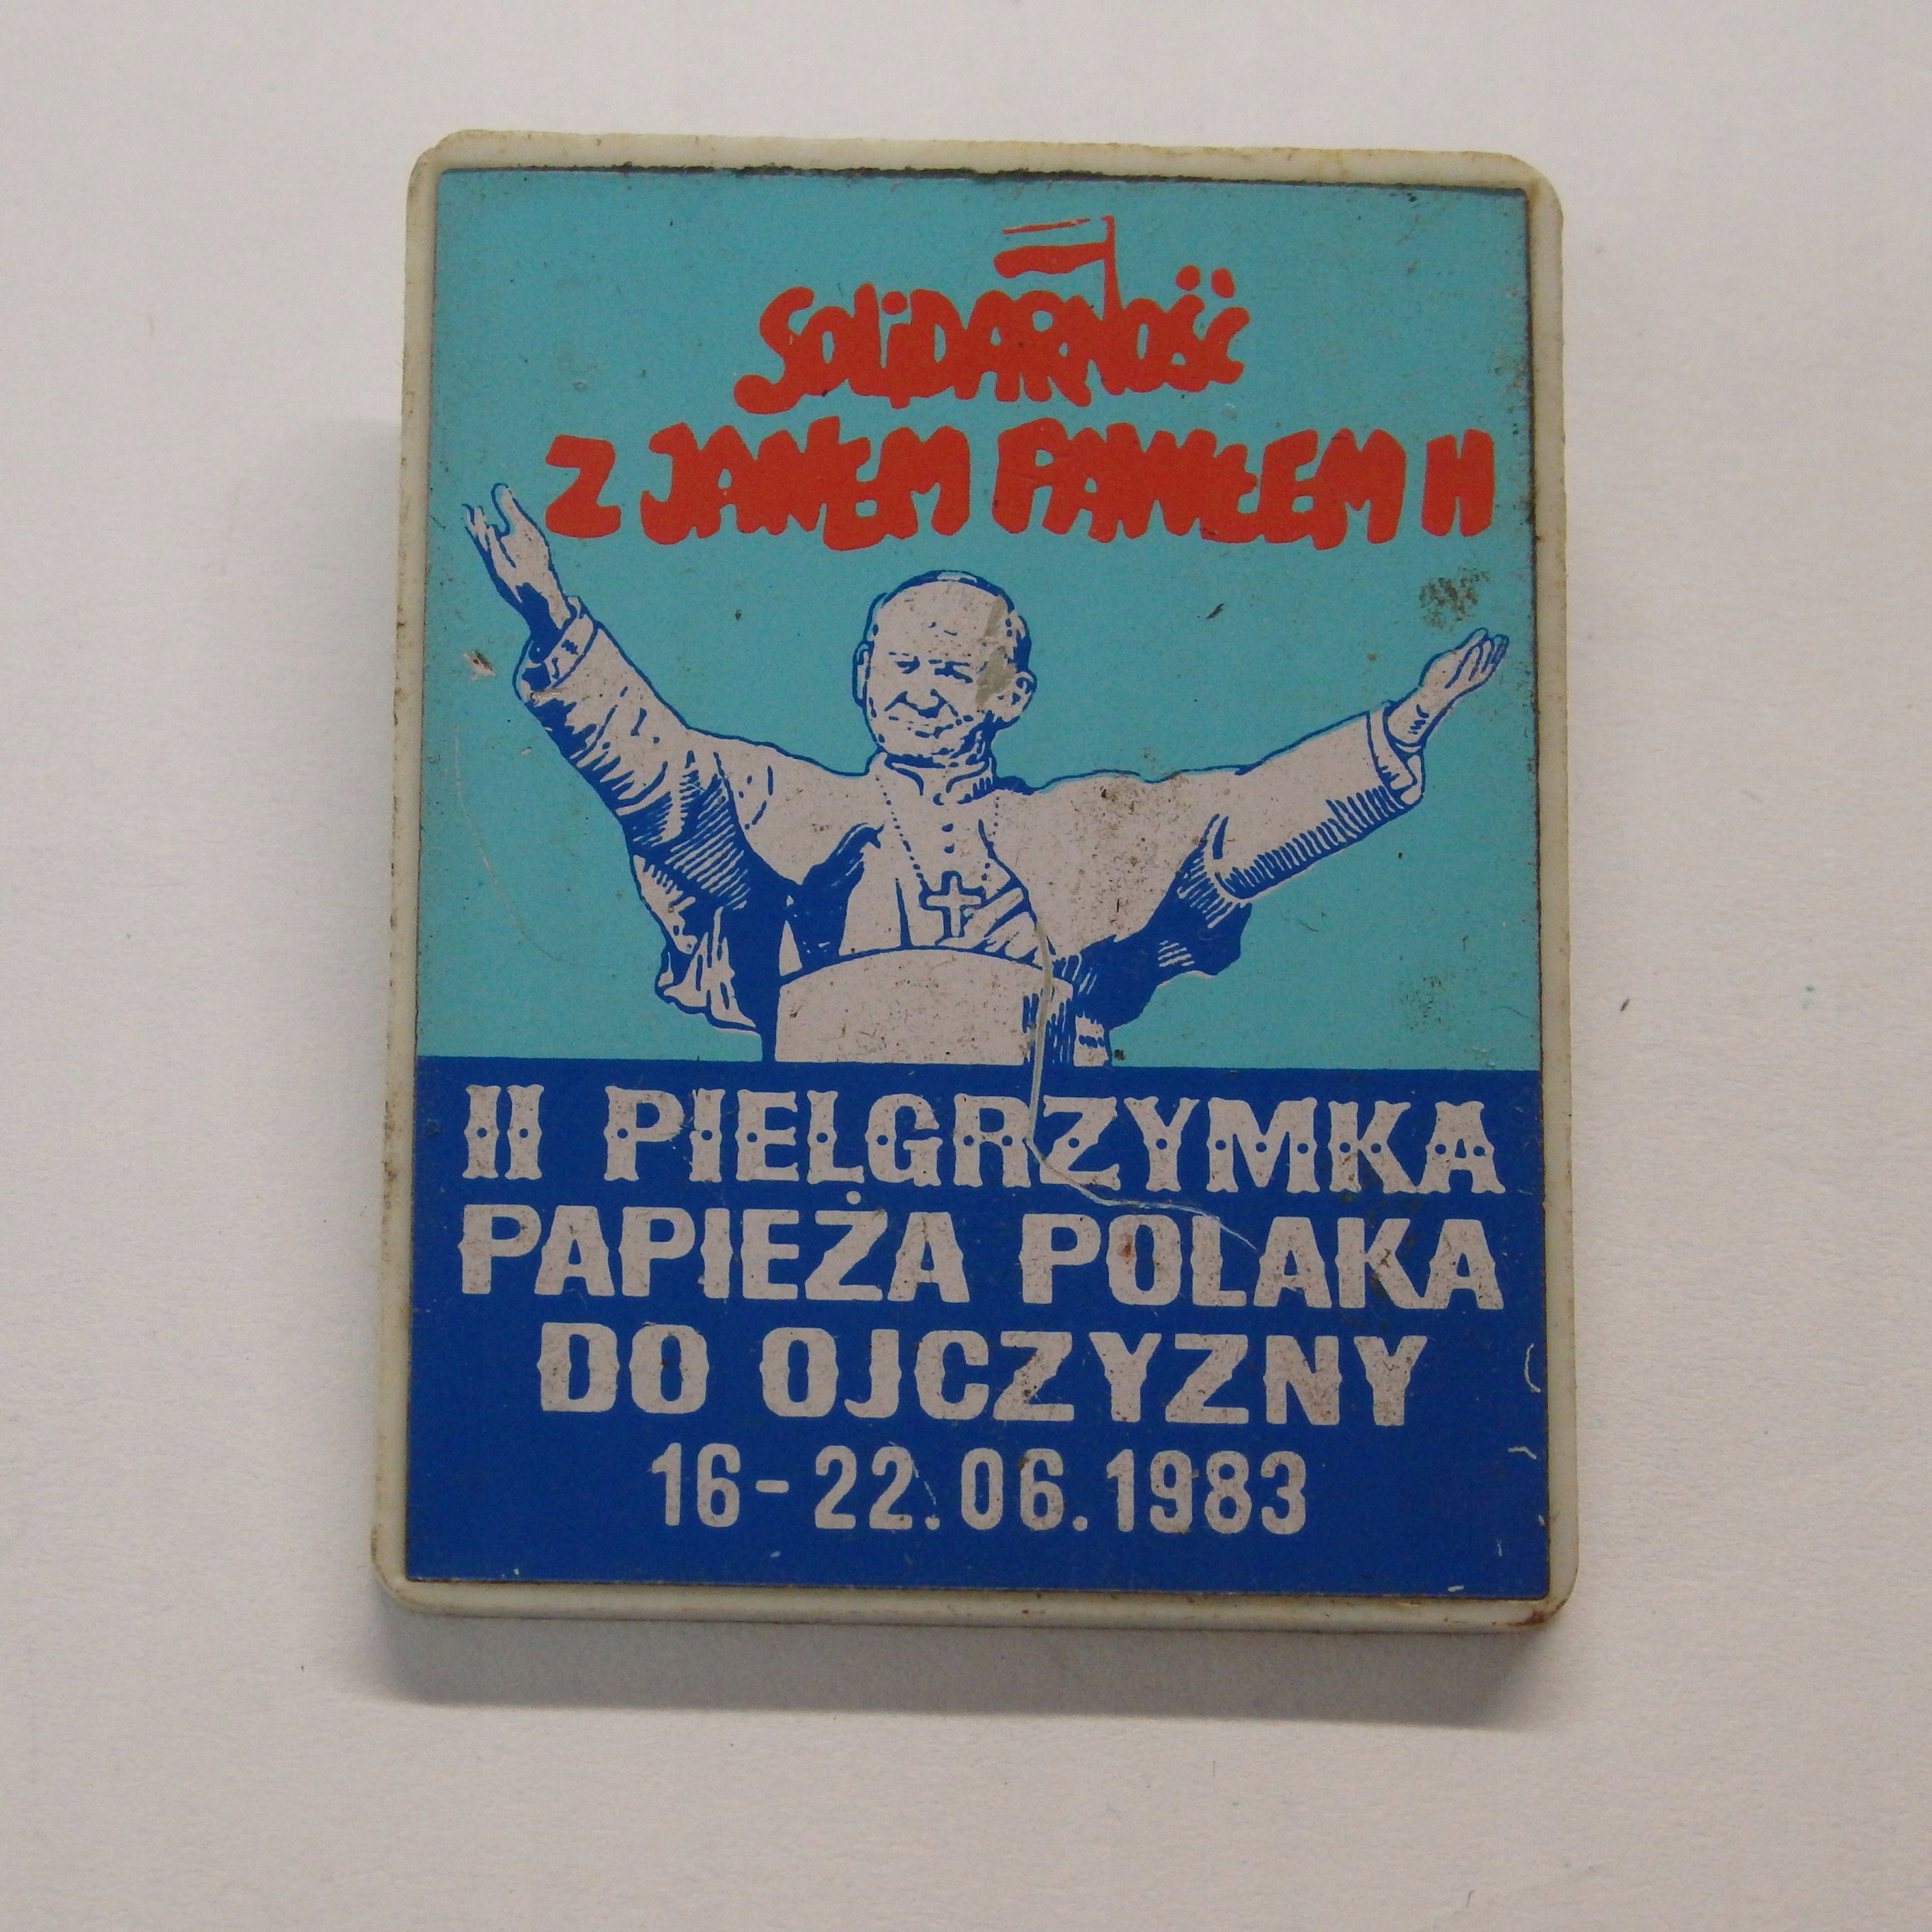 SOLiDARNOŚĆ
Z JANEM PAWŁEM II
II PIELGRZYMKA
PAPIEŻA POLAKA
DO OJCZYZNY
16-22.06.1983